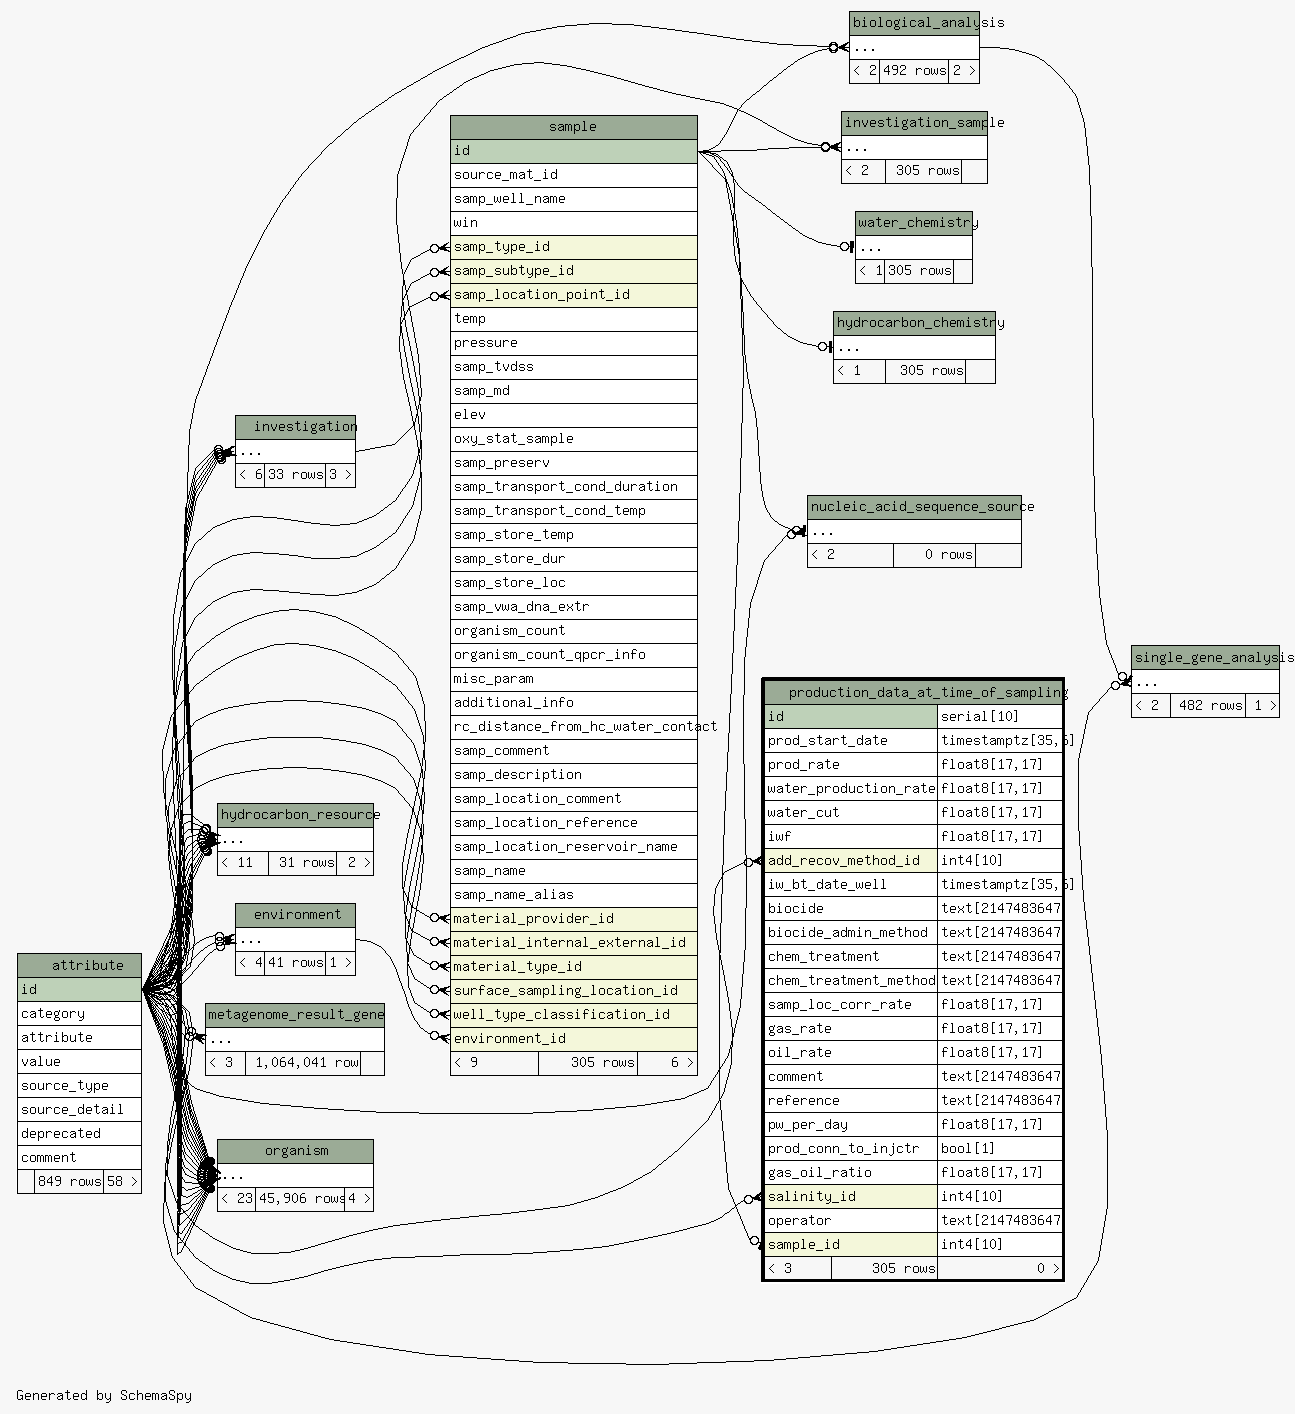 biological_analysis
...
< 2 492 rows 2 >
investigation_sample
...
< 2 305 rows
water_chemistry
...
< 1 305 rows
hydrocarbon_chemistry
...
< 1 305 rows
sample
id
source_mat_id
samp_well_name
win
samp_type_id
samp_subtype_id
samp_location_point_id
temp
pressure
samp_tvdss
samp_md
elev
oxy_stat_sample
samp_preserv
samp_transport_cond_duration
samp_transport_cond_temp
samp_store_temp
samp_store_dur
samp_store_loc
samp_vwa_dna_extr
organism_count
organism_count_qpcr_info
misc_param
additional_info
rc_distance_from_hc_water_contact
samp_comment
samp_description
samp_location_comment
samp_location_reference
samp_location_reservoir_name
samp_name
samp_name_alias
material_provider_id
material_internal_external_id
material_type_id
surface_sampling_location_id
well_type_classification_id
environment_id
< 9 305 rows 6 >
investigation
...
< 6 33 rows 3 >
nucleic_acid_sequence_source
...
< 2 0 rows
single_gene_analysis
...
< 2 482 rows 1 >
production_data_at_time_of_sampling
id serial[10]
prod_start_date timestamptz[35,6]
prod_rate float8[17,17]
water_production_rate float8[17,17]
water_cut float8[17,17]
iwf float8[17,17]
add_recov_method_id int4[10]
iw_bt_date_well timestamptz[35,6]
biocide text[2147483647
biocide_admin_method text[2147483647
chem_treatment text[2147483647
chem_treatment_method text[2147483647
samp_loc_corr_rate float8[17,17]
gas_rate float8[17,17]
oil_rate float8[17,17]
comment text[2147483647
reference text[2147483647
pw_per_day float8[17,17]
prod_conn_to_injctr bool[1]
gas_oil_ratio float8[17,17]
salinity_id int4[10]
operator text[2147483647
sample_id int4[10]
< 3 305 rows 0 >
hydrocarbon_resource
...
< 11 31 rows 2 >
environment
...
< 4 41 rows 1 >
attribute
id
category
attribute
value
source_type
source_detail
deprecated
comment
849 rows 58 >
metagenome_result_gene
...
< 3 1,064,041 row
organism
...
< 23 45,906 rows 4 >
Generated by SchemaSpy